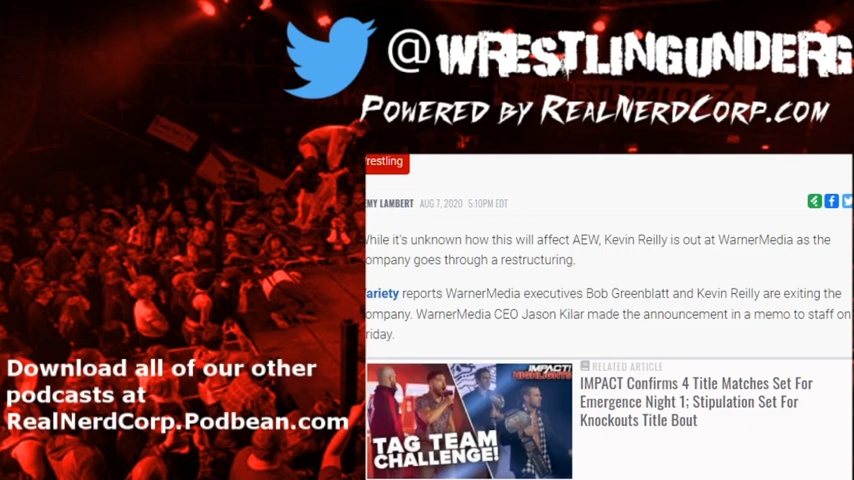 @WRESTLINGUNDERG
POWERED BY REALNERDCORP.COM
restling
EMY LAMBERT AUG 7, 2020 5:10PM EDT
While it's unknown how this will affect AEW, Kevin Reilly is out at WarnerMedia as the
ompany goes through a restructuring.
ariety reports WarnerMedia executives Bob Greenblatt and Kevin Reilly are exiting the
ompany. WarnerMedia CEO Jason Kilar made the announcement in a memo to staff on
riday.
Download all of our other
podcasts at
RealNerdCorp.Podbean.com
IMPACT!
HIGHLIGHTS
TAG TEAM
CHALLENGE!
RELATED ARTICLE
IMPACT Confirms 4 Title Matches Set For
Emergence Night 1; Stipulation Set For
Knockouts Title Bout